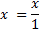 x = x/1